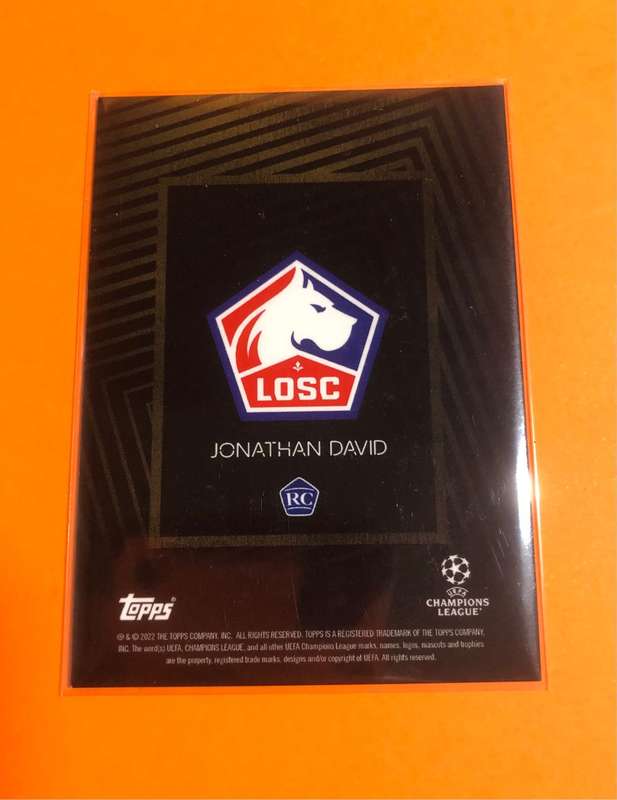 LOSC
JONATHAN DAVID
RC
Topps
UEFA
CHAMPIONS
LEAGUE
® & © 2022 THE TOPPS COMPANY, INC. ALL RIGHTS RESERVED. TOPPS IS A REGISTERED TRADEMARK OF THE TOPPS COMPANY,
INC. The word(s) UEFA, CHAMPIONS LEAGUE, and all other UEFA Champions League marks, names, logos, mascots and trophies
are the property, registered trade marks, designs and/or copyright of UEFA. All rights reserved.